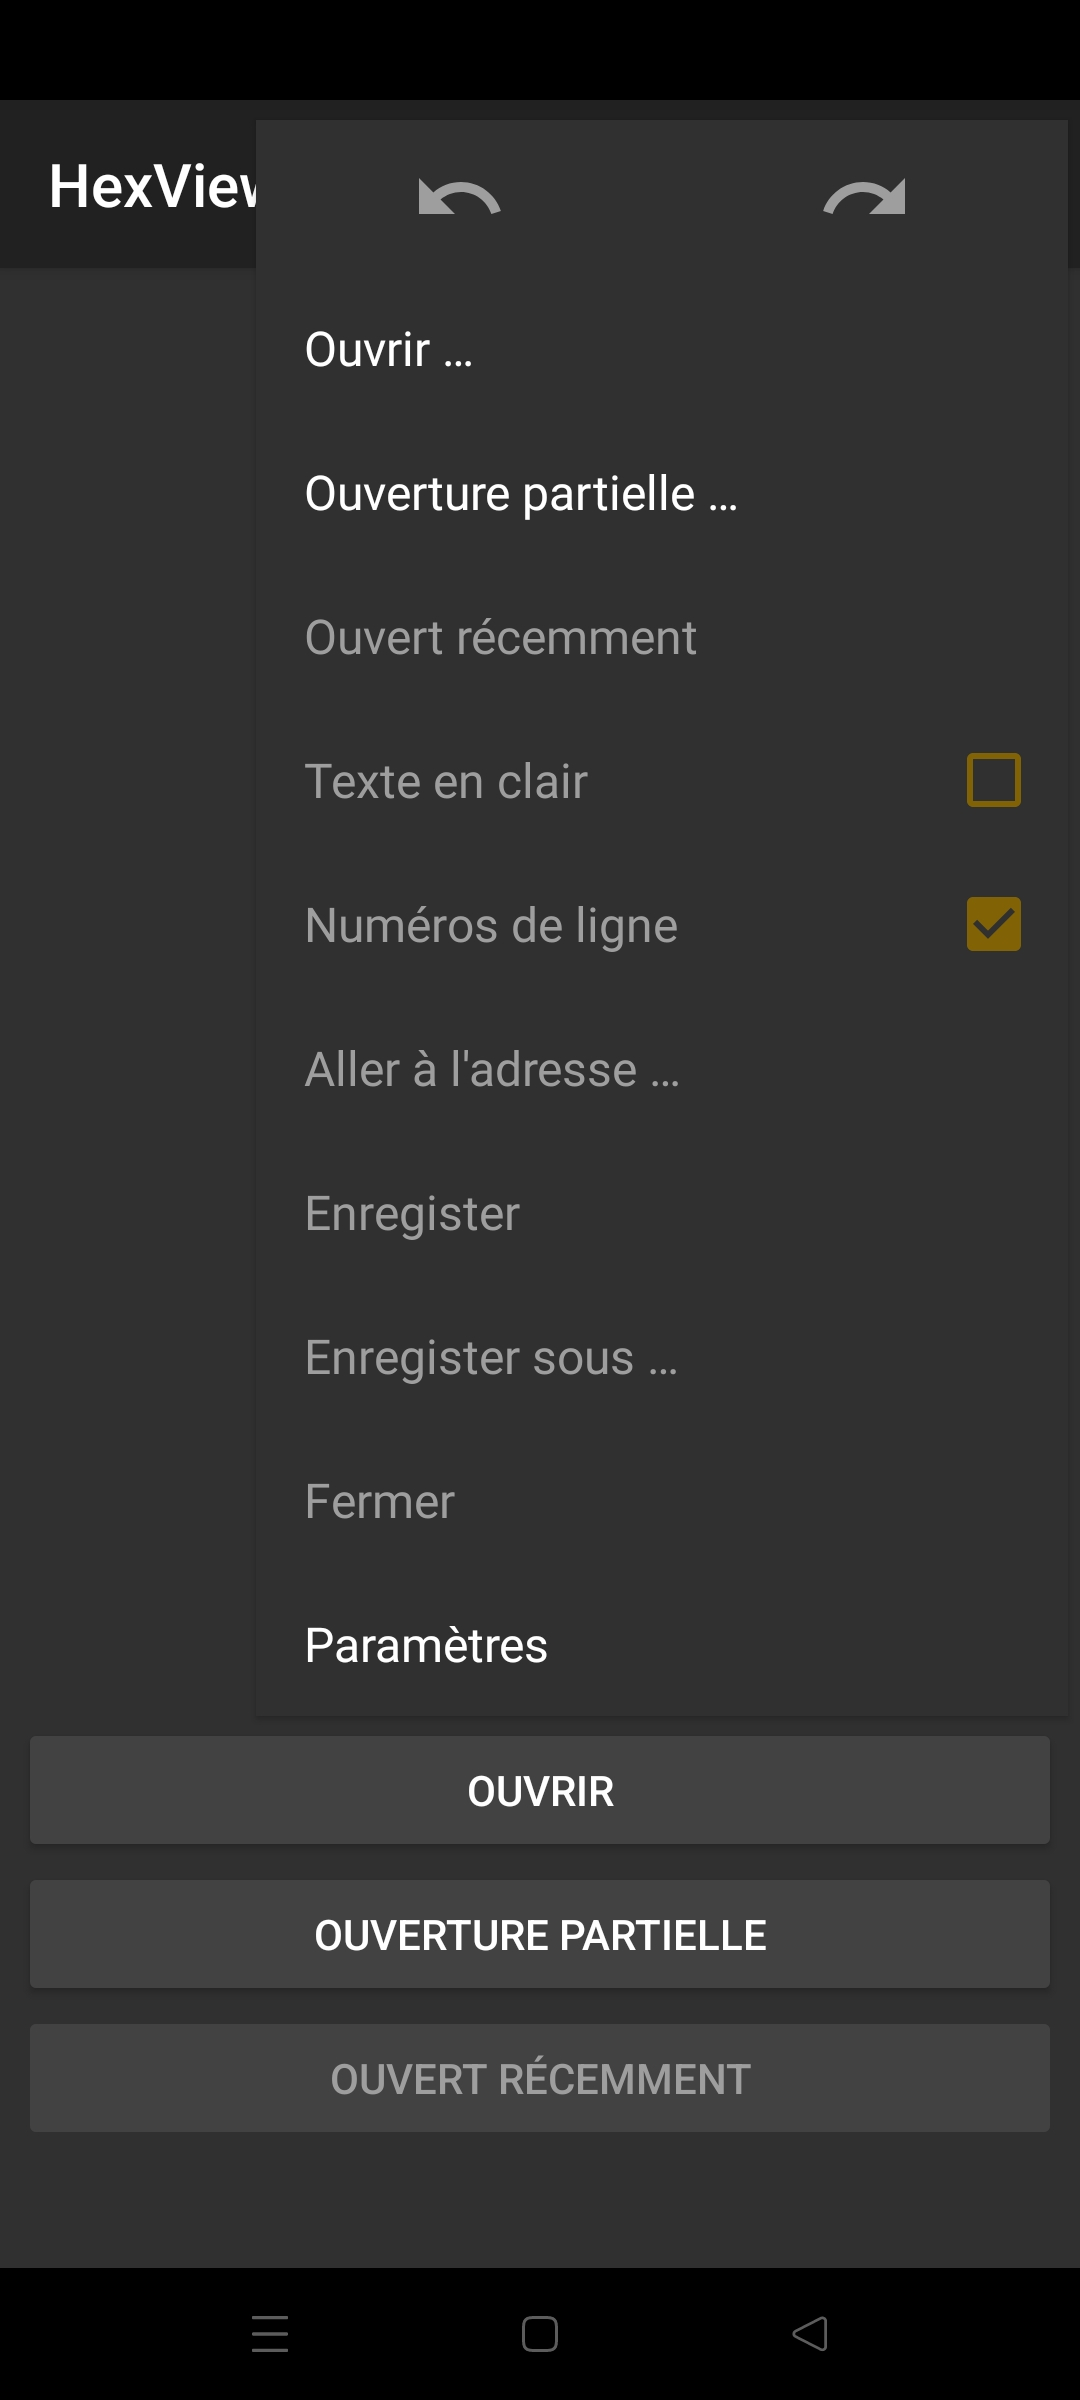 HexView
Ouvrir ...
Ouverture partielle ...
Ouvert récemment
Texte en clair
Numéros de ligne
Aller à l'adresse ...
Enregister
Enregister sous ...
Fermer
Paramètres
OUVRIR
OUVERTURE PARTIELLE
OUVERT RÉCEMMENT